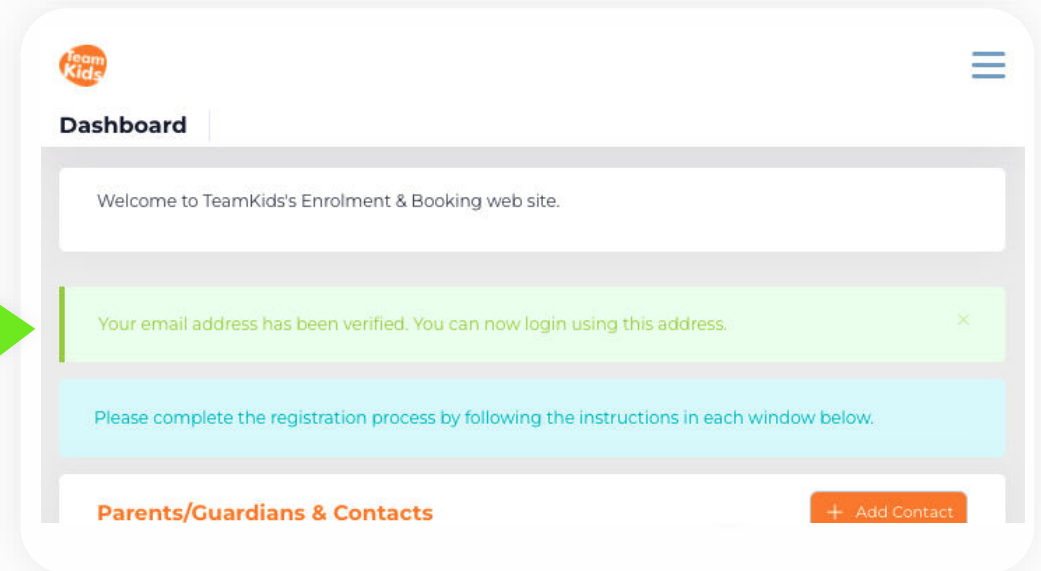 Team
Kids
Dashboard
Welcome to TeamKids's Enrolment & Booking web site.
Your email address has been verified. You can now login using this address.
Please complete the registration process by following the instructions in each window below.
Parents/Guardians & Contacts
+ Add Contact